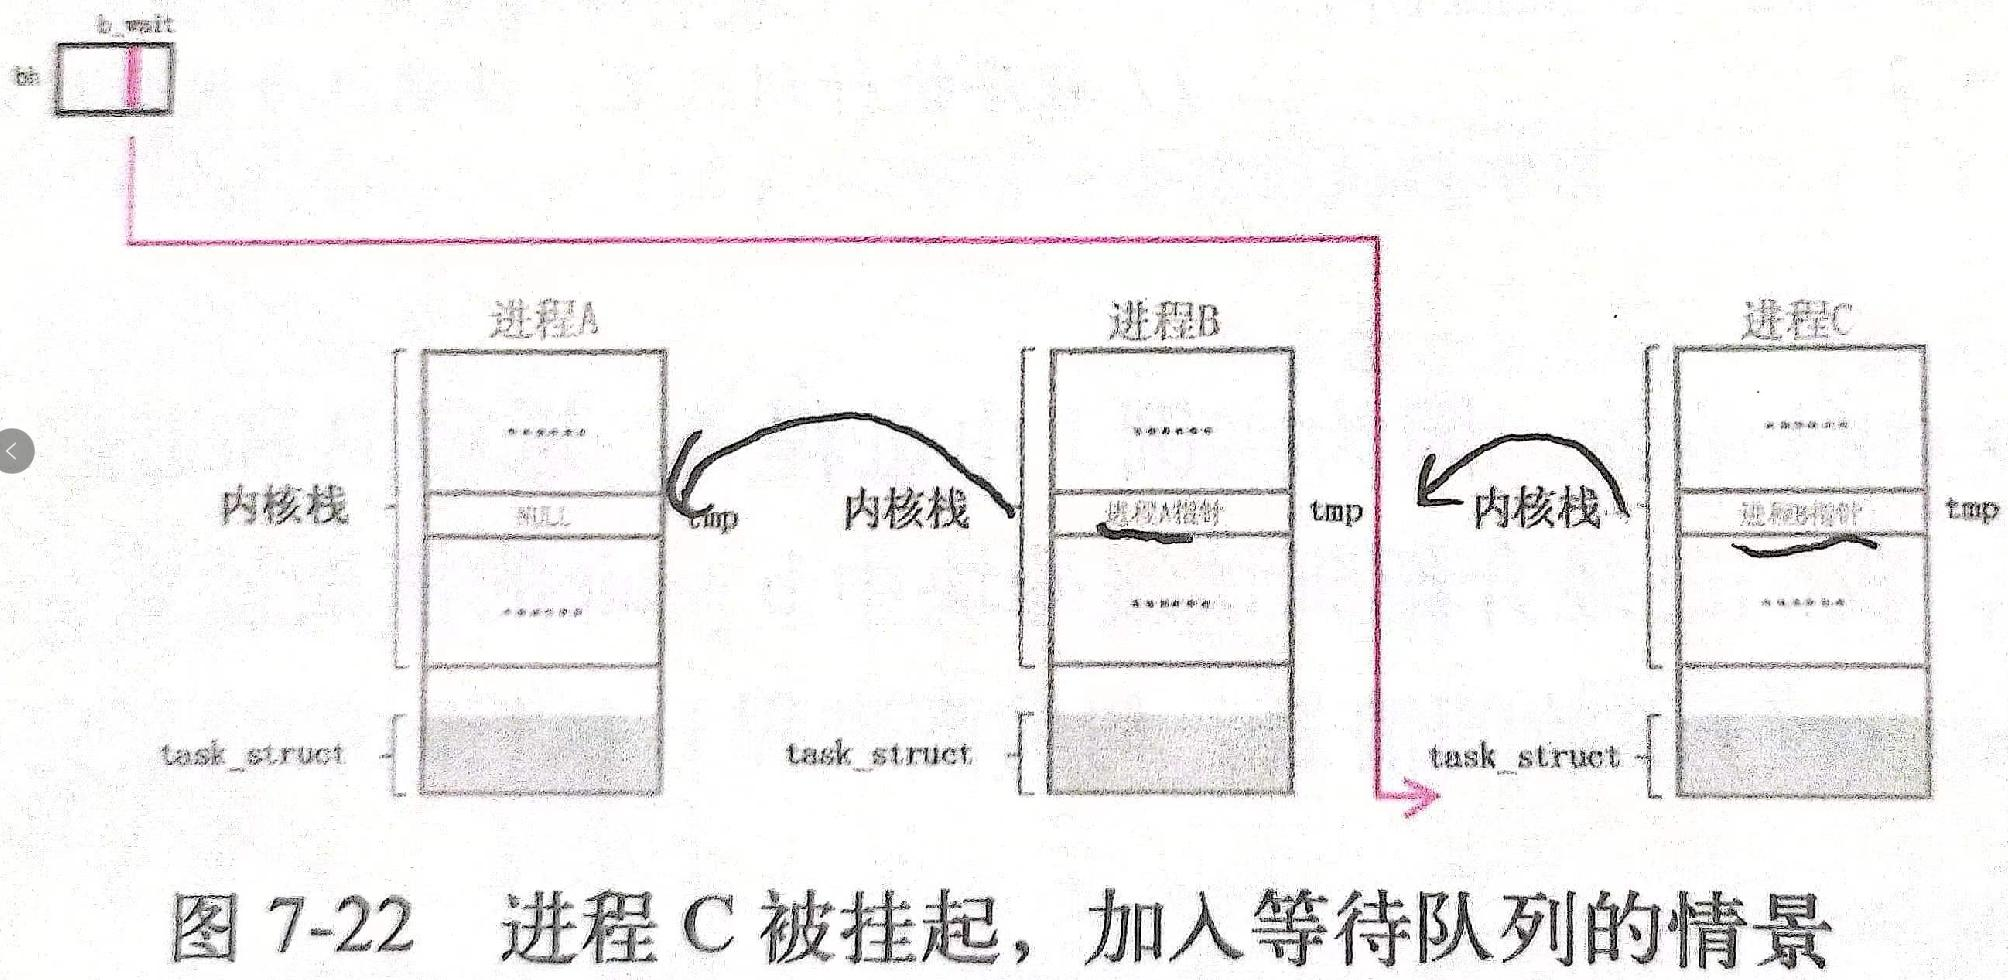 b_wait
bh
进程A
进程B
进程C
......
......
......
内核栈
NULL
tmp
内核栈
进程A指针
tmp
内核栈
进程B指针
tmp
......
......
......
task_struct
task_struct
task_struct
图 7-22 进程 C 被挂起，加入等待队列的情景